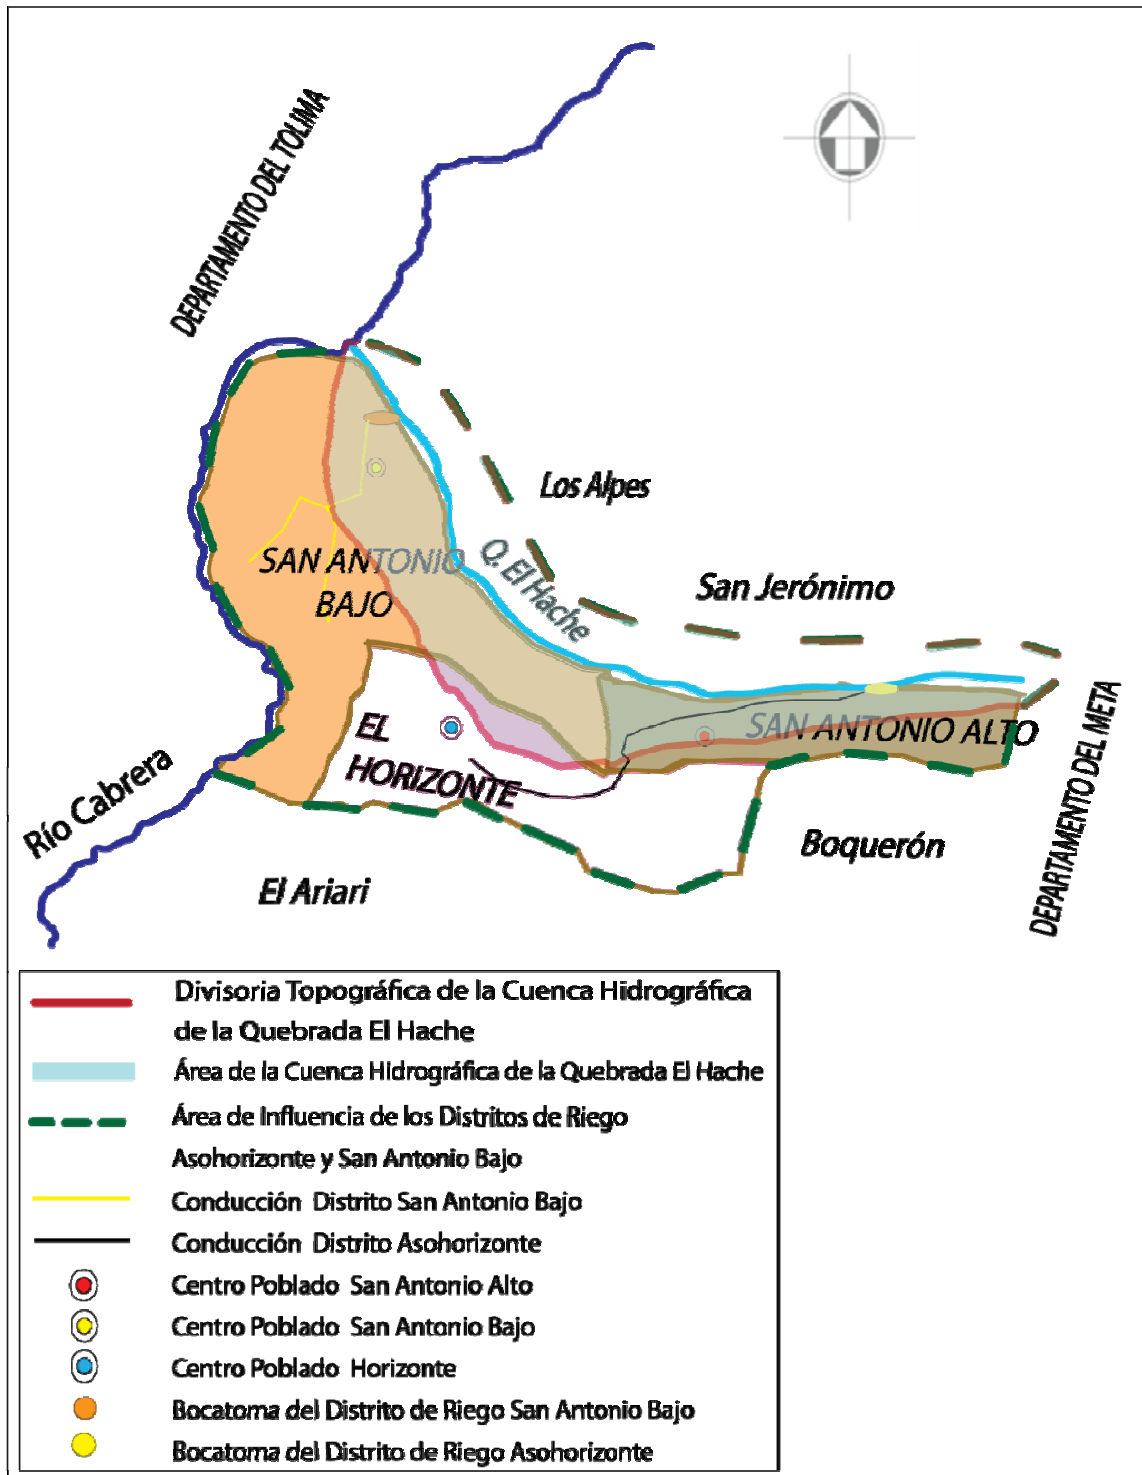 DEPARTAMENTO DEL TOLIMA
Los Alpes
Q. El Hache
San Jerónimo
SAN ANTONIO
BAJO
EL
HORIZONTE
SAN ANTONIO ALTO
DEPARTAMENTO DEL META
Río Cabrera
Boquerón
El Ariari
Divisoria Topográfica de la Cuenca Hidrográfica
de la Quebrada El Hache
Área de la Cuenca Hidrográfica de la Quebrada El Hache
Área de Influencia de los Distritos de Riego
Asohorizonte y San Antonio Bajo
Conducción Distrito San Antonio Bajo
Conducción Distrito Asohorizonte
Centro Poblado San Antonio Alto
Centro Poblado San Antonio Bajo
Centro Poblado Horizonte
Bocatoma del Distrito de Riego San Antonio Bajo
Bocatoma del Distrito de Riego Asohorizonte